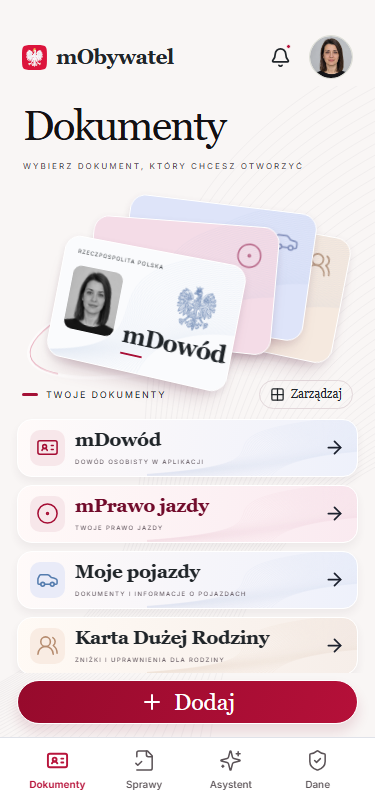 mObywatel
Dokumenty
WYBIERZ DOKUMENT, KTÓRY CHCESZ OTWORZYĆ
RZECZPOSPOLITA POLSKA
mDowód
TWOJE DOKUMENTY
Zarządzaj
mDowód
DOWÓD OSOBISTY W APLIKACJI
mPrawo jazdy
TWOJE PRAWO JAZDY
Moje pojazdy
DOKUMENTY I INFORMACJE O POJAZDACH
Karta Dużej Rodziny
ZNIŻKI I UPRAWNIENIA DLA RODZINY
Dodaj
Dokumenty
Sprawy
Asystent
Dane